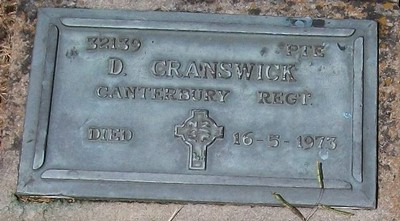 32139 PTE
D. CRANSWICK
CANTERBURY REGT.
DIED 16-5-1973